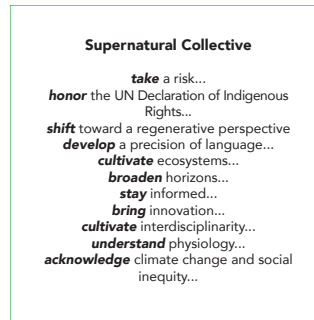 Supernatural Collective
take a risk...
honor the UN Declaration of Indigenous
Rights...
shift toward a regenerative perspective
develop a precision of language...
cultivate ecosystems...
broaden horizons...
stay informed...
bring innovation...
cultivate interdisciplinarity...
understand physiology...
acknowledge climate change and social
inequity...